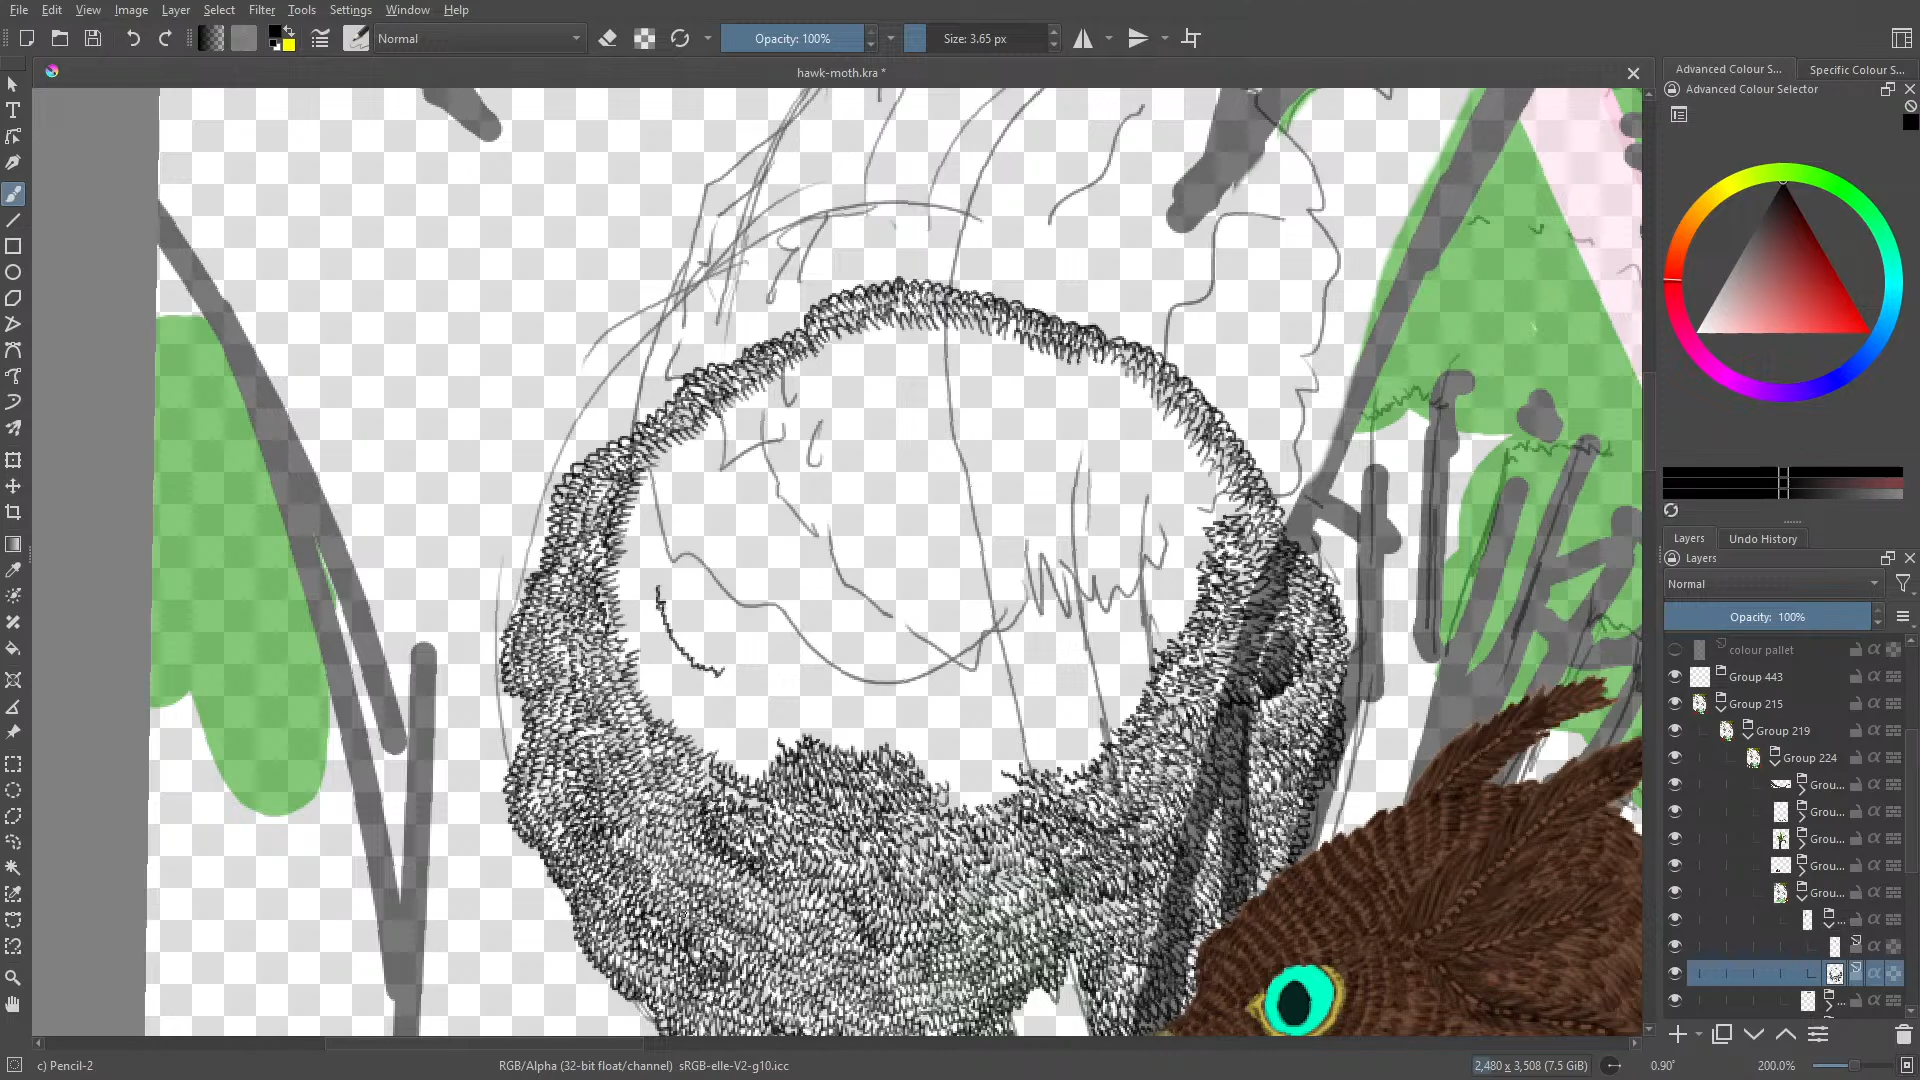 File Edit View Image Layer Select Filter Tools Settings Window Help
Normal Opacity: 100% Size: 3.65 px
hawk-moth.kra *
Advanced Colour S... Specific Colour S...
Advanced Colour Selector
Layers Undo History
Layers
Normal
Opacity: 100%
colour pallet
Group 443
Group 215
Group 219
Group 224
Grou...
Grou...
Grou...
Grou...
Grou...
c) Pencil-2 RGB/Alpha (32-bit float/channel) sRGB-elle-V2-g10.icc 2,480 x 3,508 (7.5 GiB) 0.90° 200.0%